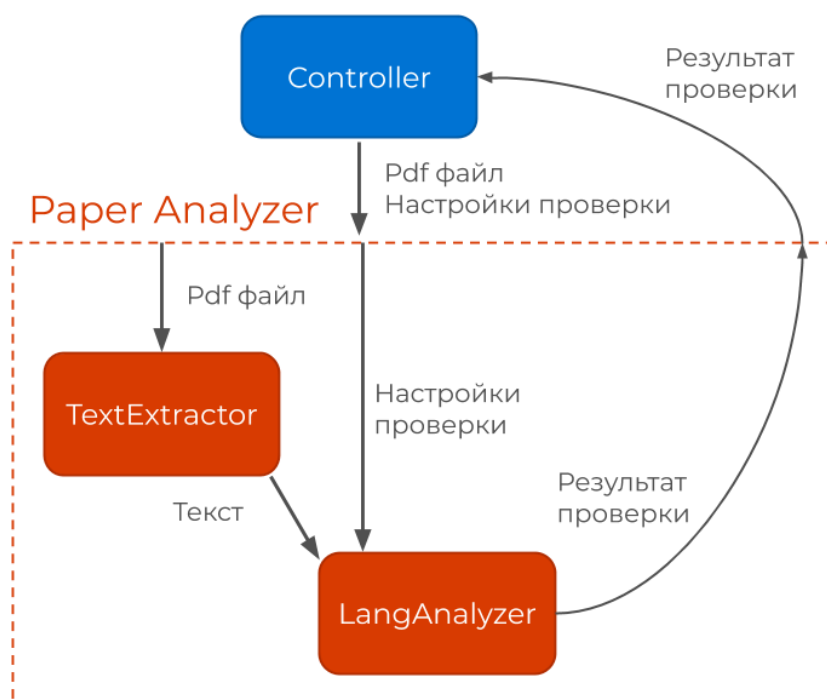 Controller
Результат
проверки
Pdf файл
Настройки проверки
Paper Analyzer
Pdf файл
TextExtractor
Настройки
проверки
Текст
Результат
проверки
LangAnalyzer